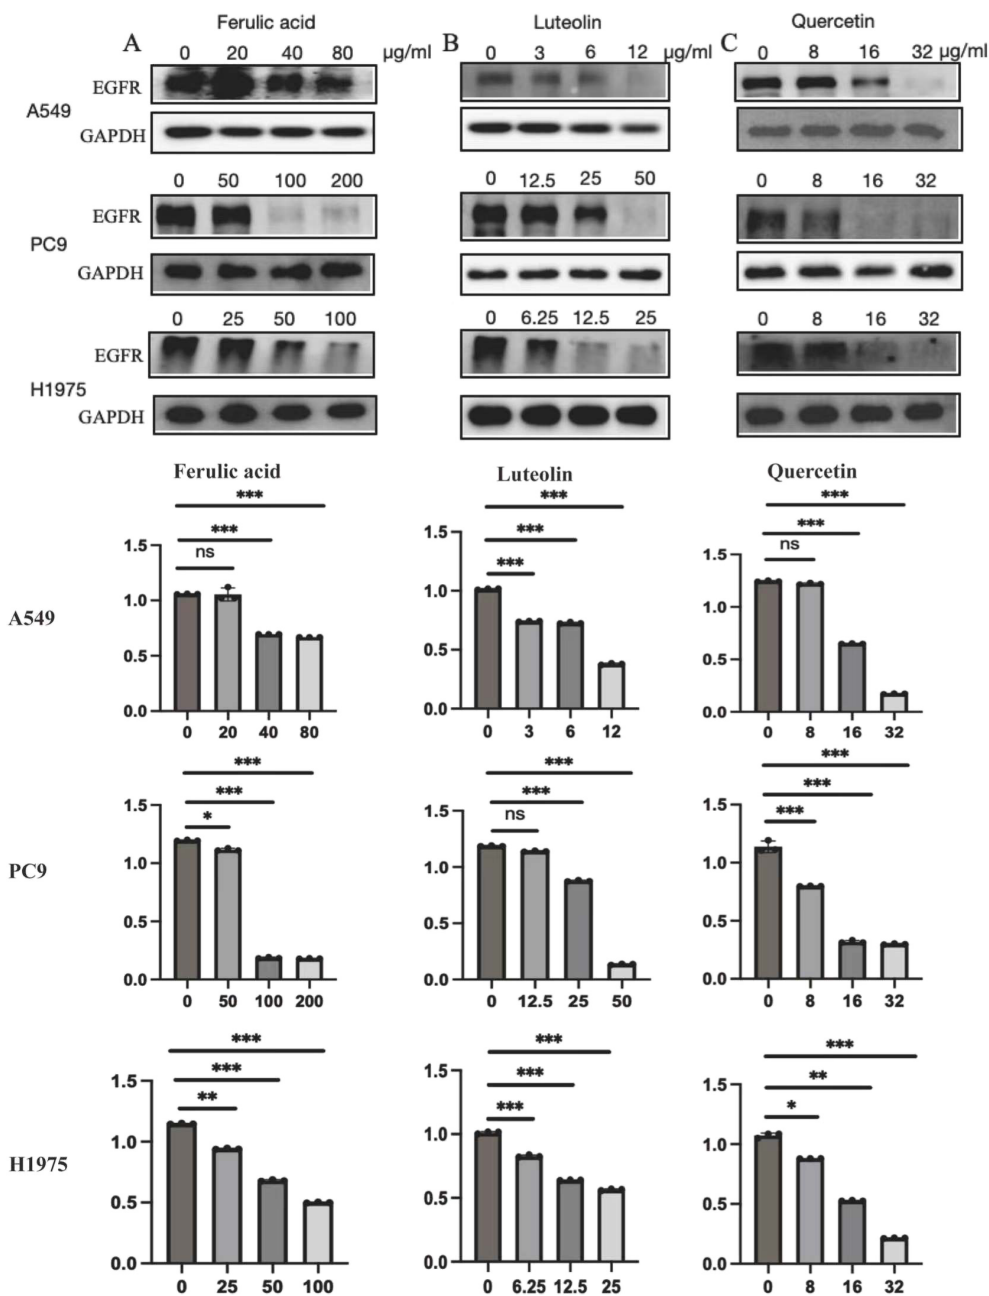 Ferulic acid Luteolin Quercetin
A B C
0 20 40 80 µg/ml 0 3 6 12 µg/ml 0 8 16 32 µg/ml
EGFR
A549
GAPDH
0 50 100 200 0 12.5 25 50 0 8 16 32
EGFR
PC9
GAPDH
0 25 50 100 0 6.25 12.5 25 0 8 16 32
EGFR
H1975
GAPDH
Ferulic acid Luteolin Quercetin
A549
*** 
***
ns
1.5
1.0
0.5
0.0
0 20 40 80
***
***
***
1.5
1.0
0.5
0.0
0 3 6 12
***
***
ns
1.5
1.0
0.5
0.0
0 8 16 32
PC9
***
***
*
1.5
1.0
0.5
0.0
0 50 100 200
***
***
ns
1.5
1.0
0.5
0.0
0 12.5 25 50
***
***
***
1.5
1.0
0.5
0.0
0 8 16 32
H1975
***
***
**
1.5
1.0
0.5
0.0
0 25 50 100
***
***
***
1.5
1.0
0.5
0.0
0 6.25 12.5 25
***
**
*
1.5
1.0
0.5
0.0
0 8 16 32